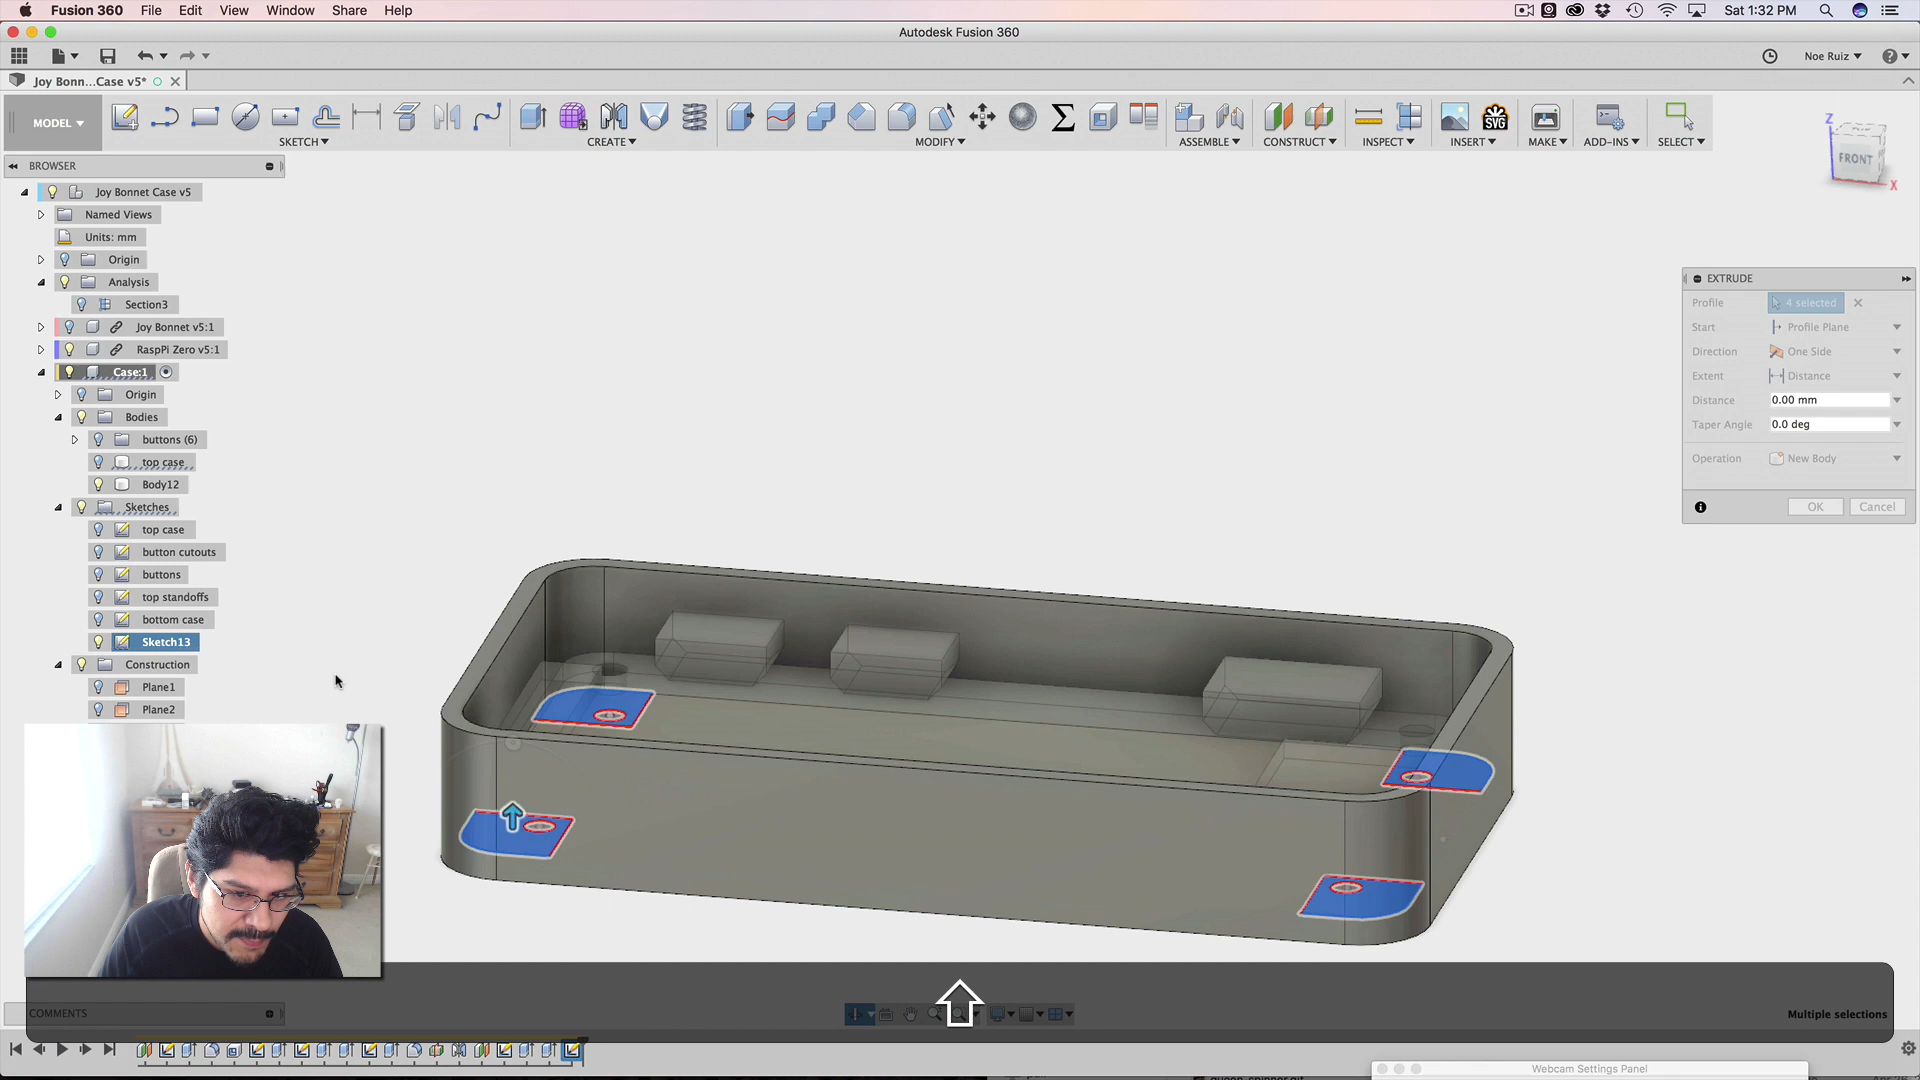 Fusion 360 File Edit View Window Share Help Sat 1:32 PM
Autodesk Fusion 360
Noe Ruiz
Joy Bonn...Case v5*
MODEL SKETCH CREATE MODIFY ASSEMBLE CONSTRUCT INSPECT INSERT MAKE ADD-INS SELECT
SVG
BROWSER
Joy Bonnet Case v5
Named Views
Units: mm
Origin
Analysis
Section3
Joy Bonnet v5:1
RaspPi Zero v5:1
Case:1
Origin
Bodies
buttons (6)
top case
Body12
Sketches
top case
button cutouts
buttons
top standoffs
bottom case
Sketch13
Construction
Plane1
Plane2
Z
FRONT
X
EXTRUDE
Profile 4 selected
Start Profile Plane
Direction One Side
Extent Distance
Distance 0.00 mm
Taper Angle 0.0 deg
Operation New Body
OK Cancel
COMMENTS
Multiple selections
Webcam Settings Panel